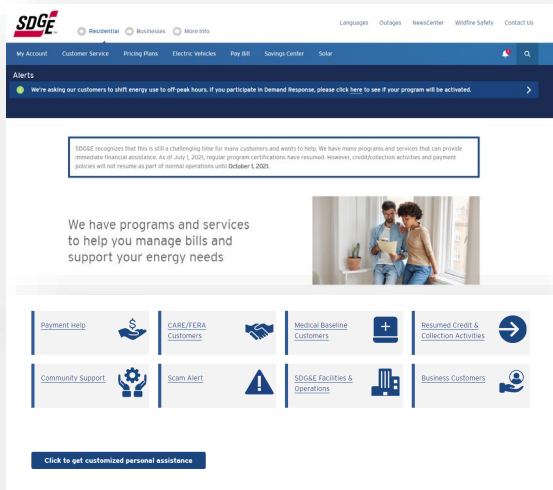 SDGE
Residential
Businesses
More Info
Languages
Outages
NewsCenter
Wildfire Safety
Contact Us
My Account
Customer Service
Pricing Plans
Electric Vehicles
Pay Bill
Savings Center
Solar
Alerts
We're asking our customers to shift energy use to off-peak hours. If you participate in Demand Response, please click here to see if your program will be activated.
SDG&E recognizes that this is still a challenging time for many customers and wants to help. We have many programs and services that can provide
immediate financial assistance. As of July 1, 2021, regular program certifications have resumed. However, credit/collection activities and payment
policies will not resume as part of normal operations until October 1, 2021.
We have programs and services
to help you manage bills and
support your energy needs
Payment Help
CARE/FERA
Customers
Medical Baseline
Customers
Resumed Credit &
Collection Activities
Community Support
Scam Alert
SDG&E Facilities &
Operations
Business Customers
Click to get customized personal assistance